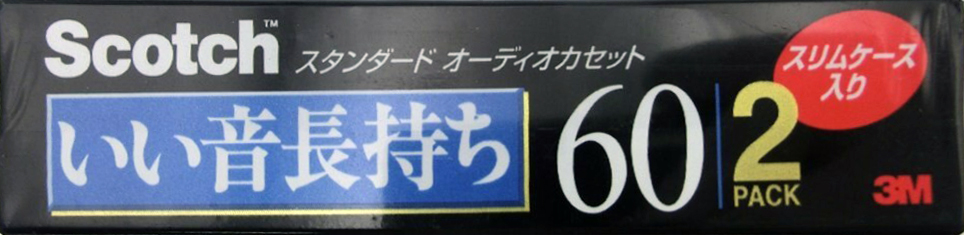 Scotch™ スタンダード オーディオカセット
いい音長持ち
60
2
PACK
スリムケース
入り
3M